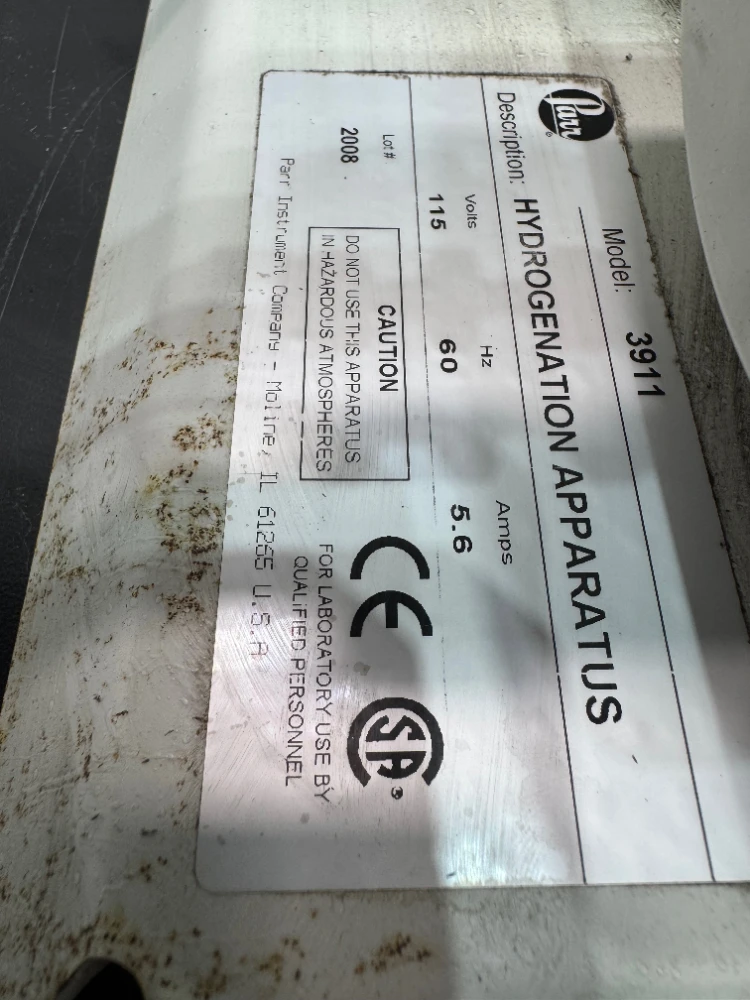 Parr
Model: 3911
Description: HYDROGENATION APPARATUS
Volts Hz Amps
115 60 5.6
Lot#
2008
CAUTION
DO NOT USE THIS APPARATUS
IN HAZARDOUS ATMOSPHERES
CE
SA
FOR LABORATORY USE BY
QUALIFIED PERSONNEL
Parr Instrument Company - Moline, IL 61265 U.S.A